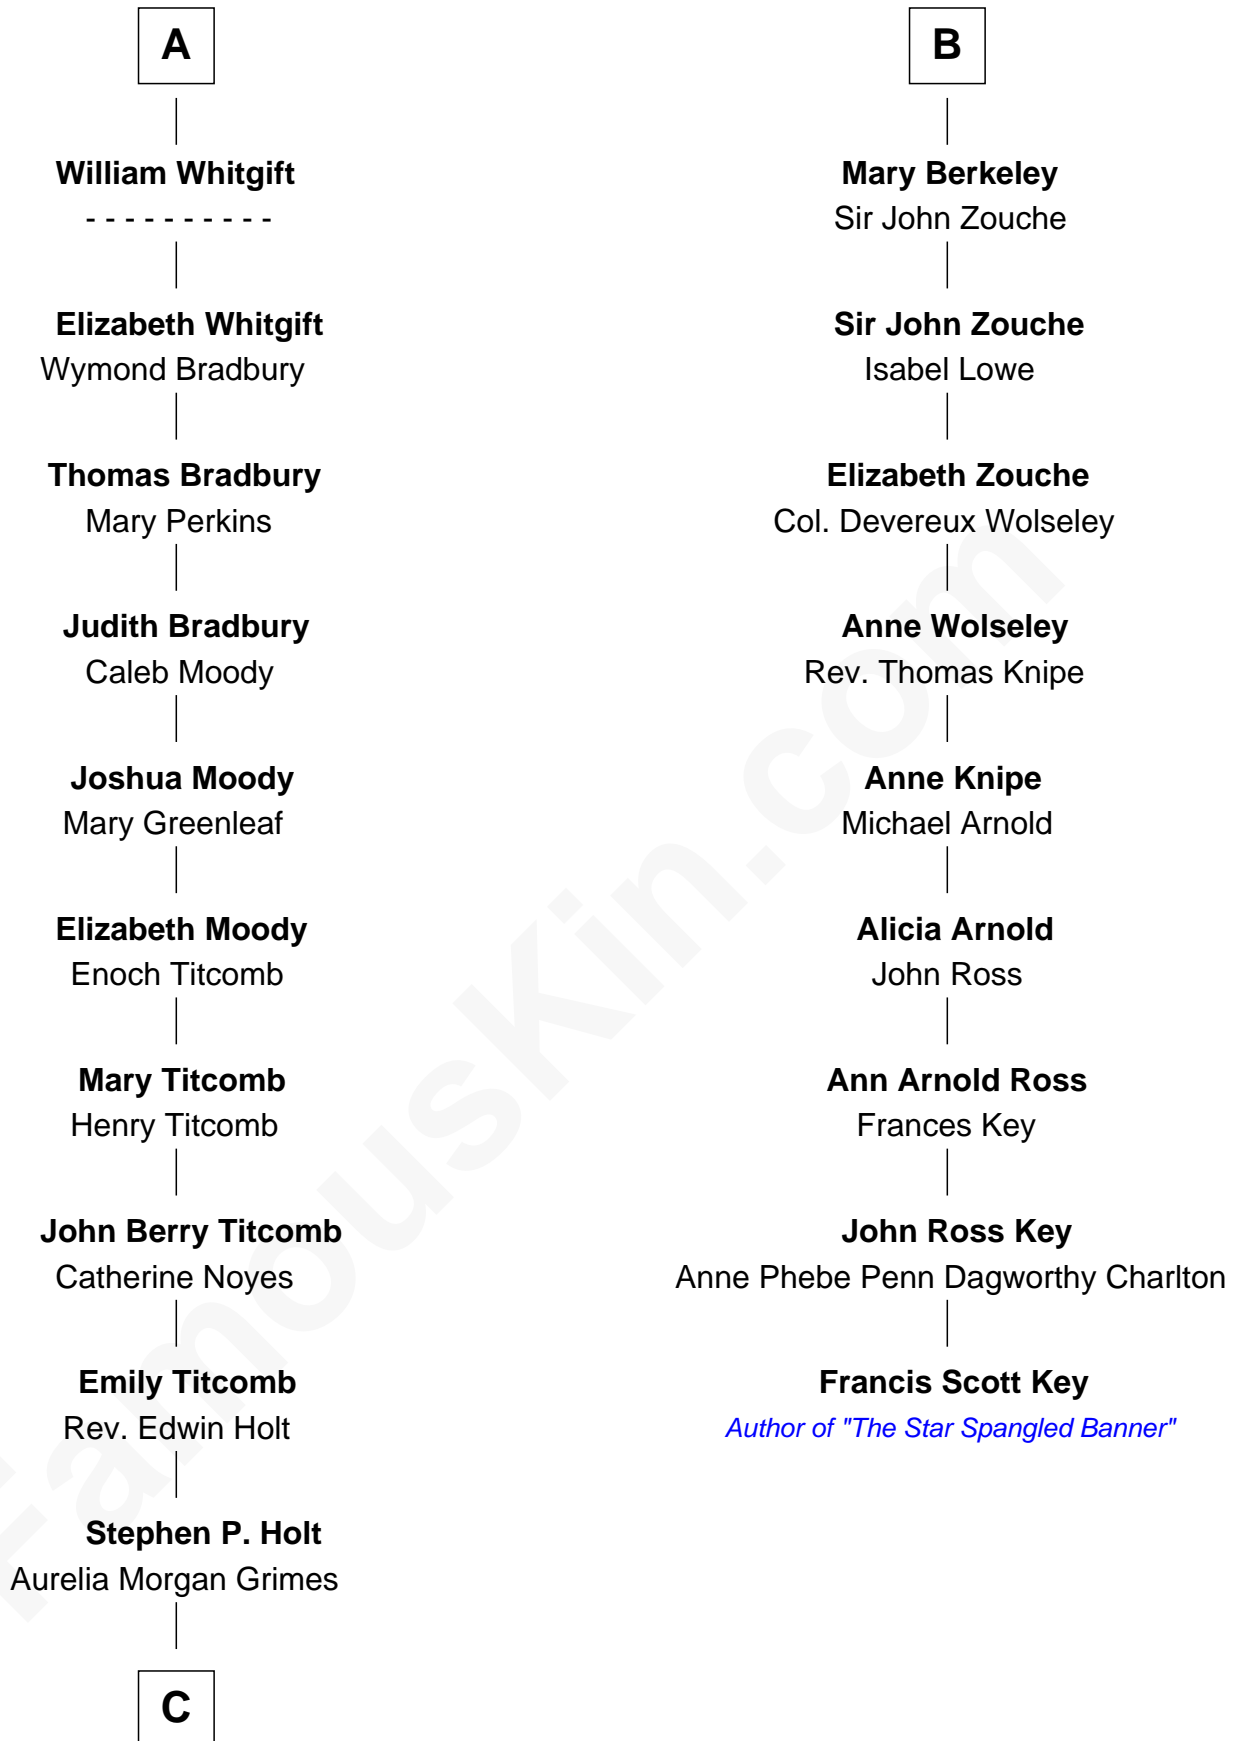 A
William Whitgift
- - - - - - - - - -
Elizabeth Whitgift
Wymond Bradbury
Thomas Bradbury
Mary Perkins
Judith Bradbury
Caleb Moody
Joshua Moody
Mary Greenleaf
Elizabeth Moody
Enoch Titcomb
Mary Titcomb
Henry Titcomb
John Berry Titcomb
Catherine Noyes
Emily Titcomb
Rev. Edwin Holt
Stephen P. Holt
Aurelia Morgan Grimes
C
B
Mary Berkeley
Sir John Zouche
Sir John Zouche
Isabel Lowe
Elizabeth Zouche
Col. Devereux Wolseley
Anne Wolseley
Rev. Thomas Knipe
Anne Knipe
Michael Arnold
Alicia Arnold
John Ross
Ann Arnold Ross
Frances Key
John Ross Key
Anne Phebe Penn Dagworthy Charlton
Francis Scott Key
Author of "The Star Spangled Banner"
FamousKin.com